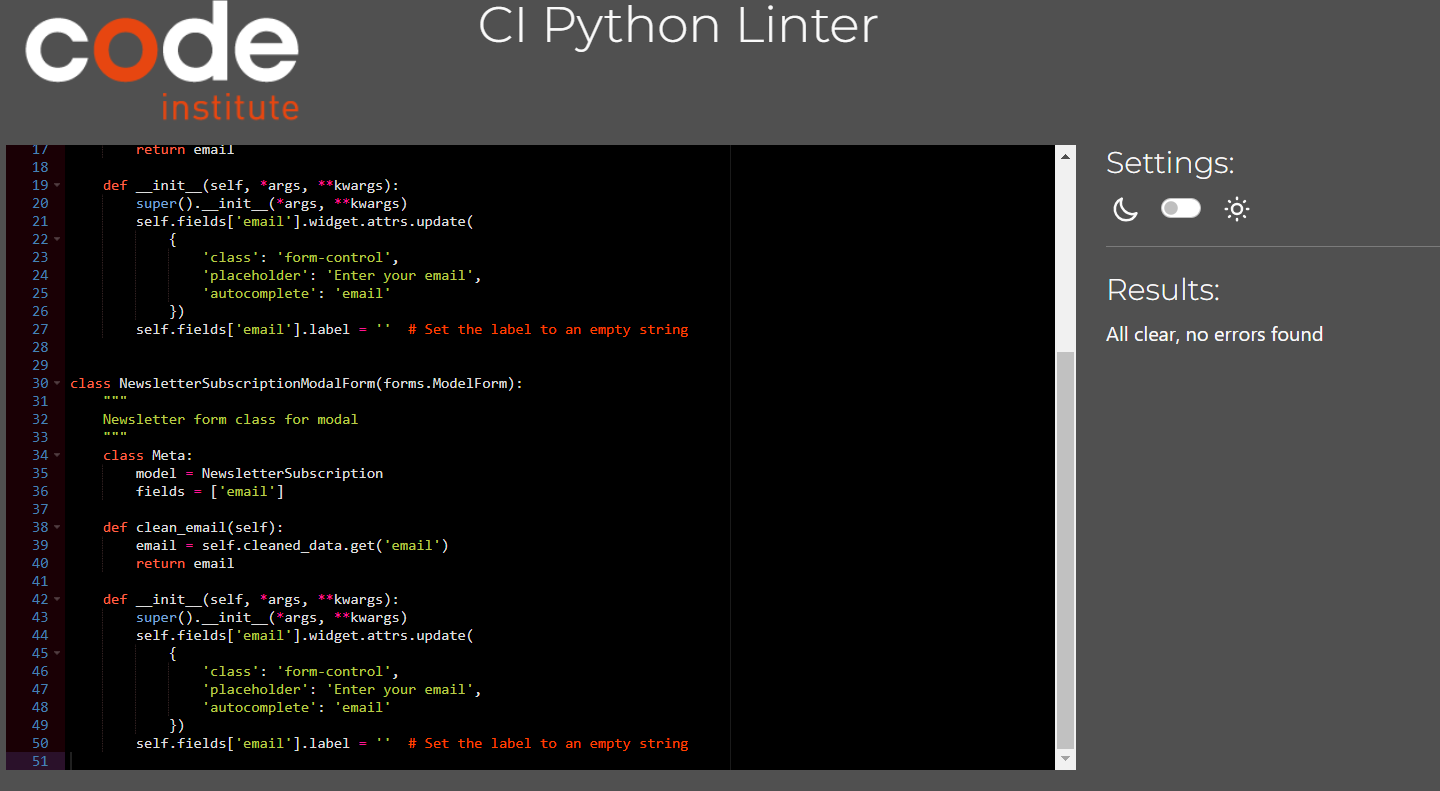 code
institute
CI Python Linter
17         return email
18
19     def __init__(self, *args, **kwargs):
20         super().__init__(*args, **kwargs)
21         self.fields['email'].widget.attrs.update(
22             {
23                 'class': 'form-control',
24                 'placeholder': 'Enter your email',
25                 'autocomplete': 'email'
26             })
27         self.fields['email'].label = ''  # Set the label to an empty string
28
29
30 class NewsletterSubscriptionModalForm(forms.ModelForm):
31     """
32     Newsletter form class for modal
33     """
34     class Meta:
35         model = NewsletterSubscription
36         fields = ['email']
37
38     def clean_email(self):
39         email = self.cleaned_data.get('email')
40         return email
41
42     def __init__(self, *args, **kwargs):
43         super().__init__(*args, **kwargs)
44         self.fields['email'].widget.attrs.update(
45             {
46                 'class': 'form-control',
47                 'placeholder': 'Enter your email',
48                 'autocomplete': 'email'
49             })
50         self.fields['email'].label = ''  # Set the label to an empty string
51
Settings:
Results:
All clear, no errors found